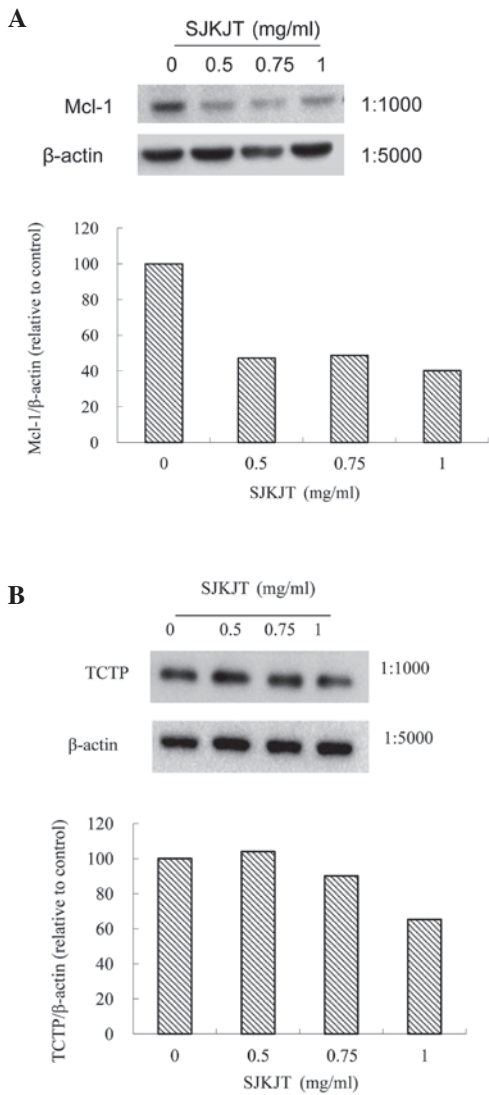 A
SJKJT (mg/ml)
0 0.5 0.75 1
Mcl-1 1:1000
β-actin 1:5000
Mcl-1/β-actin (relative to control)
120
100
80
60
40
20
0
0 0.5 0.75 1
SJKJT (mg/ml)
B
SJKJT (mg/ml)
0 0.5 0.75 1
TCTP 1:1000
β-actin 1:5000
TCTP/β-actin (relative to control)
120
100
80
60
40
20
0
0 0.5 0.75 1
SJKJT (mg/ml)